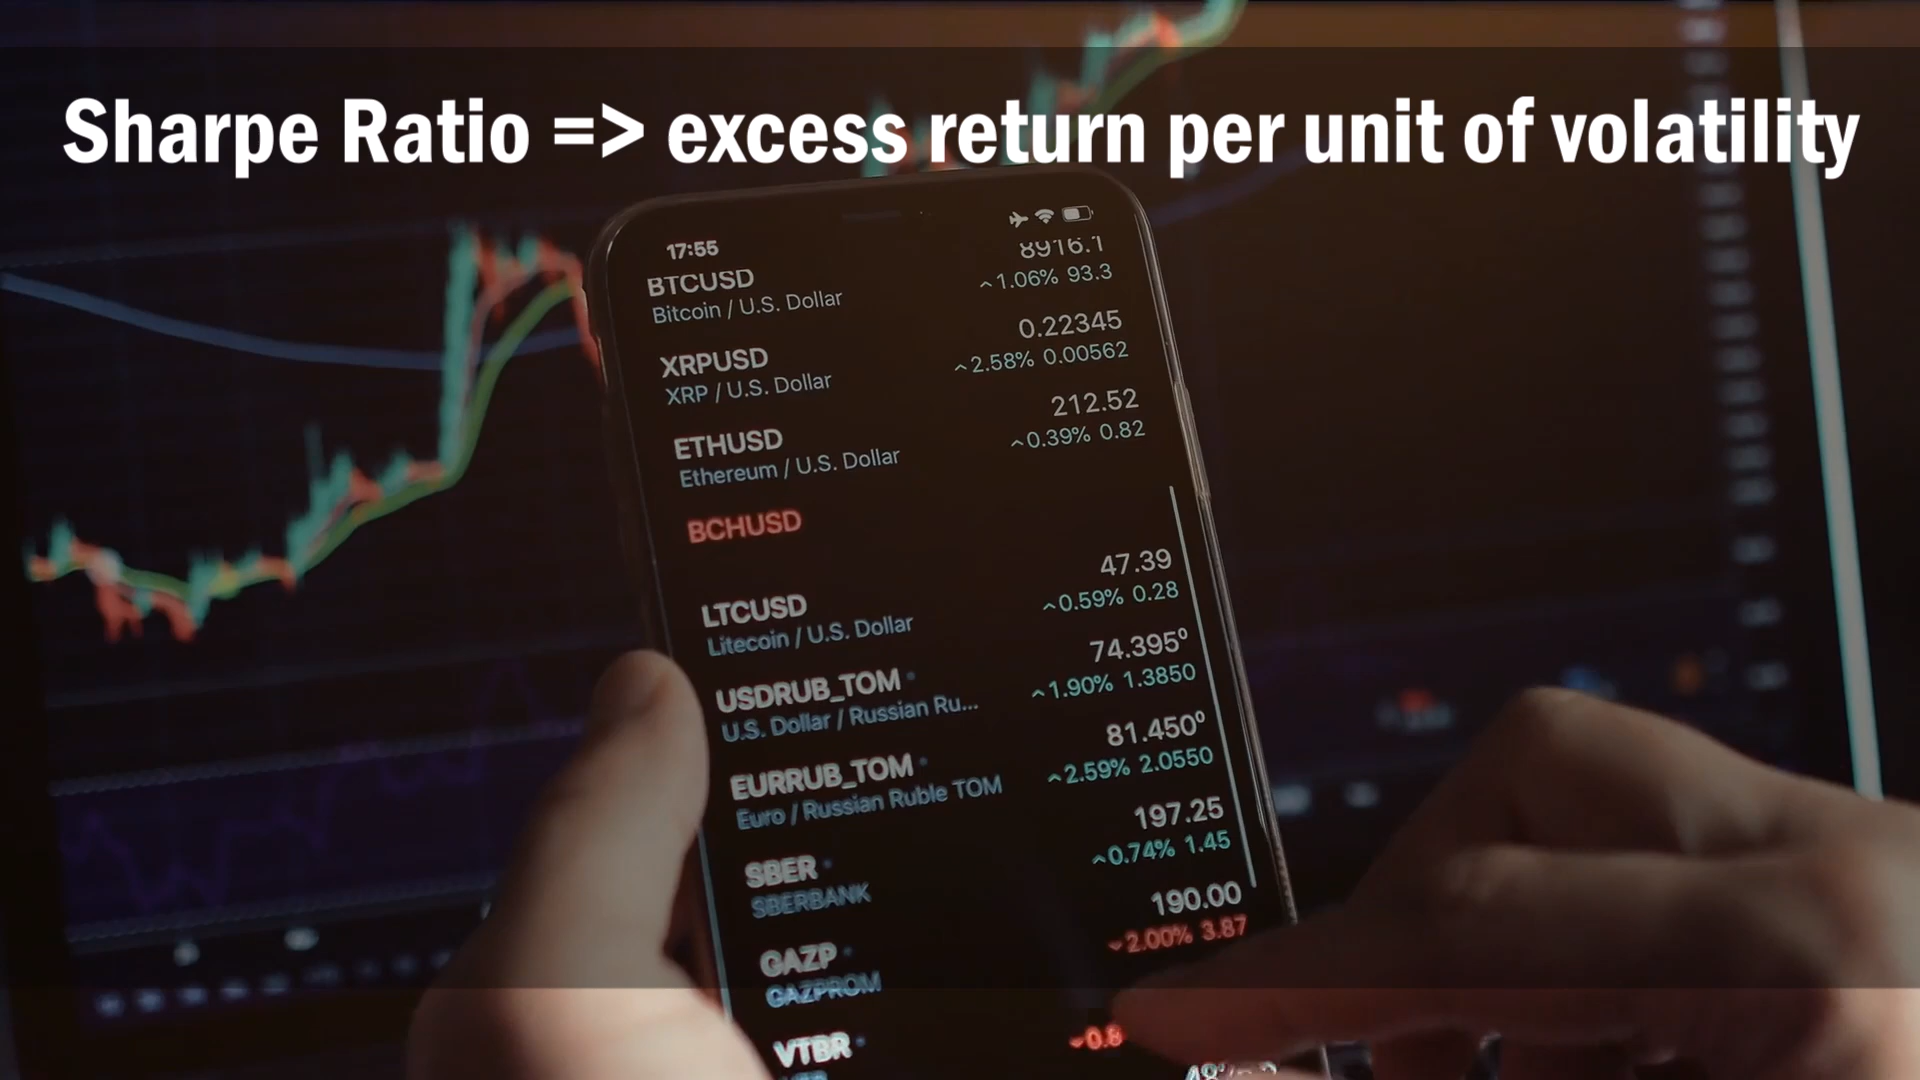 Sharpe Ratio => excess return per unit of volatility
17:55
8916.1
BTCUSD
^1.06% 93.3
Bitcoin / U.S. Dollar
0.22345
XRPUSD
^2.58% 0.00562
XRP / U.S. Dollar
212.52
ETHUSD
^0.39% 0.82
Ethereum / U.S. Dollar
BCHUSD
47.39
LTCUSD
^0.59% 0.28
Litecoin / U.S. Dollar
74.395⁰
USDRUB_TOM
^1.90% 1.3850
U.S. Dollar / Russian Ru...
81.450⁰
EURRUB_TOM
^2.59% 2.0550
Euro / Russian Ruble TOM
197.25
SBER
^0.74% 1.45
SBERBANK
190.00
GAZP
2.00% 3.87
GAZPROM
VTBR